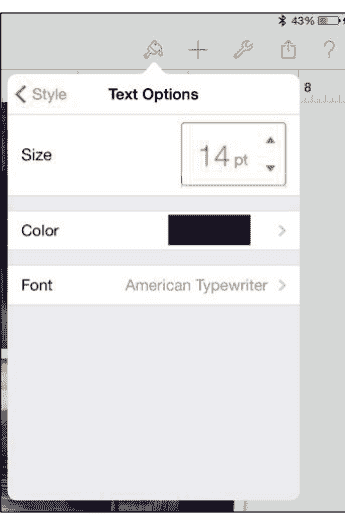 43%
?
Style Text Options
8
Size 14 pt
Color
Font American Typewriter